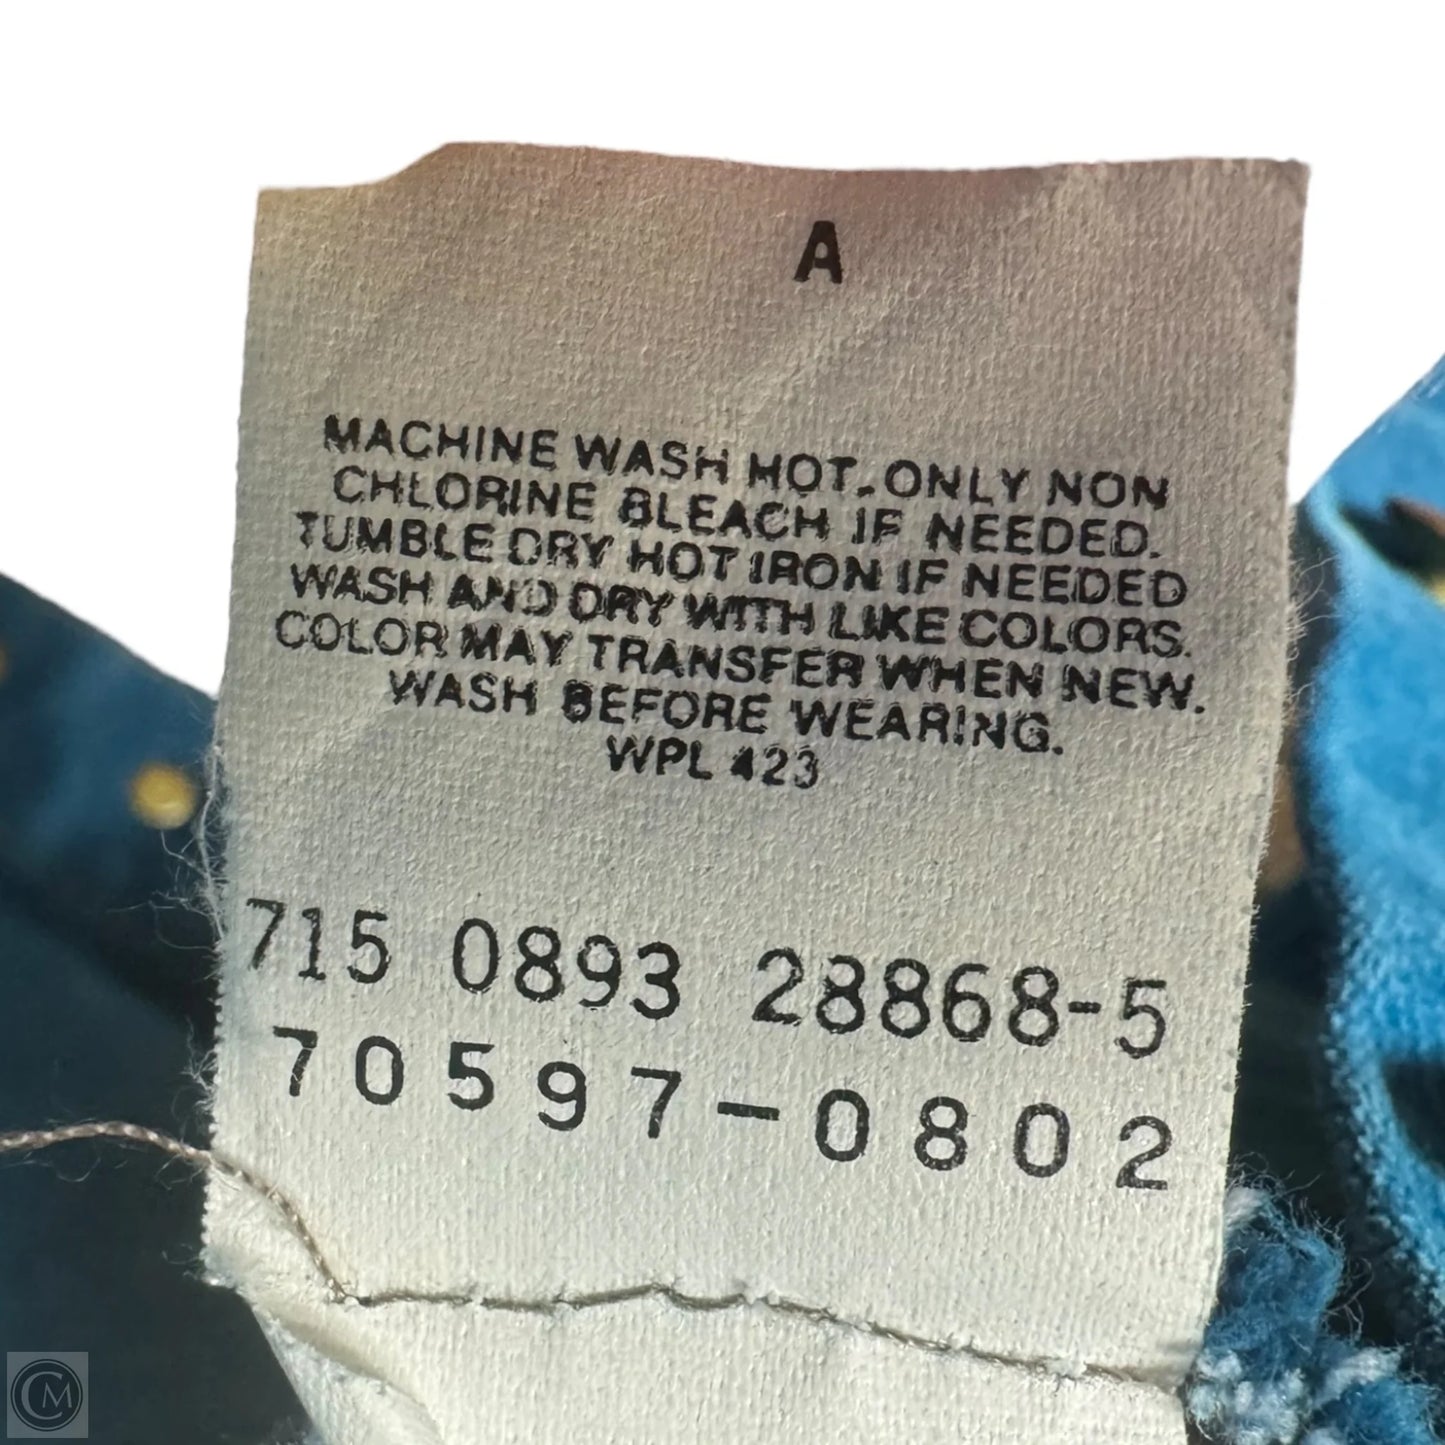 A
MACHINE WASH HOT. ONLY NON
CHLORINE BLEACH IF NEEDED.
TUMBLE DRY HOT IRON IF NEEDED
WASH AND DRY WITH LIKE COLORS.
COLOR MAY TRANSFER WHEN NEW.
WASH BEFORE WEARING.
WPL 423
715 0893 28868-5
70597-0802
CM